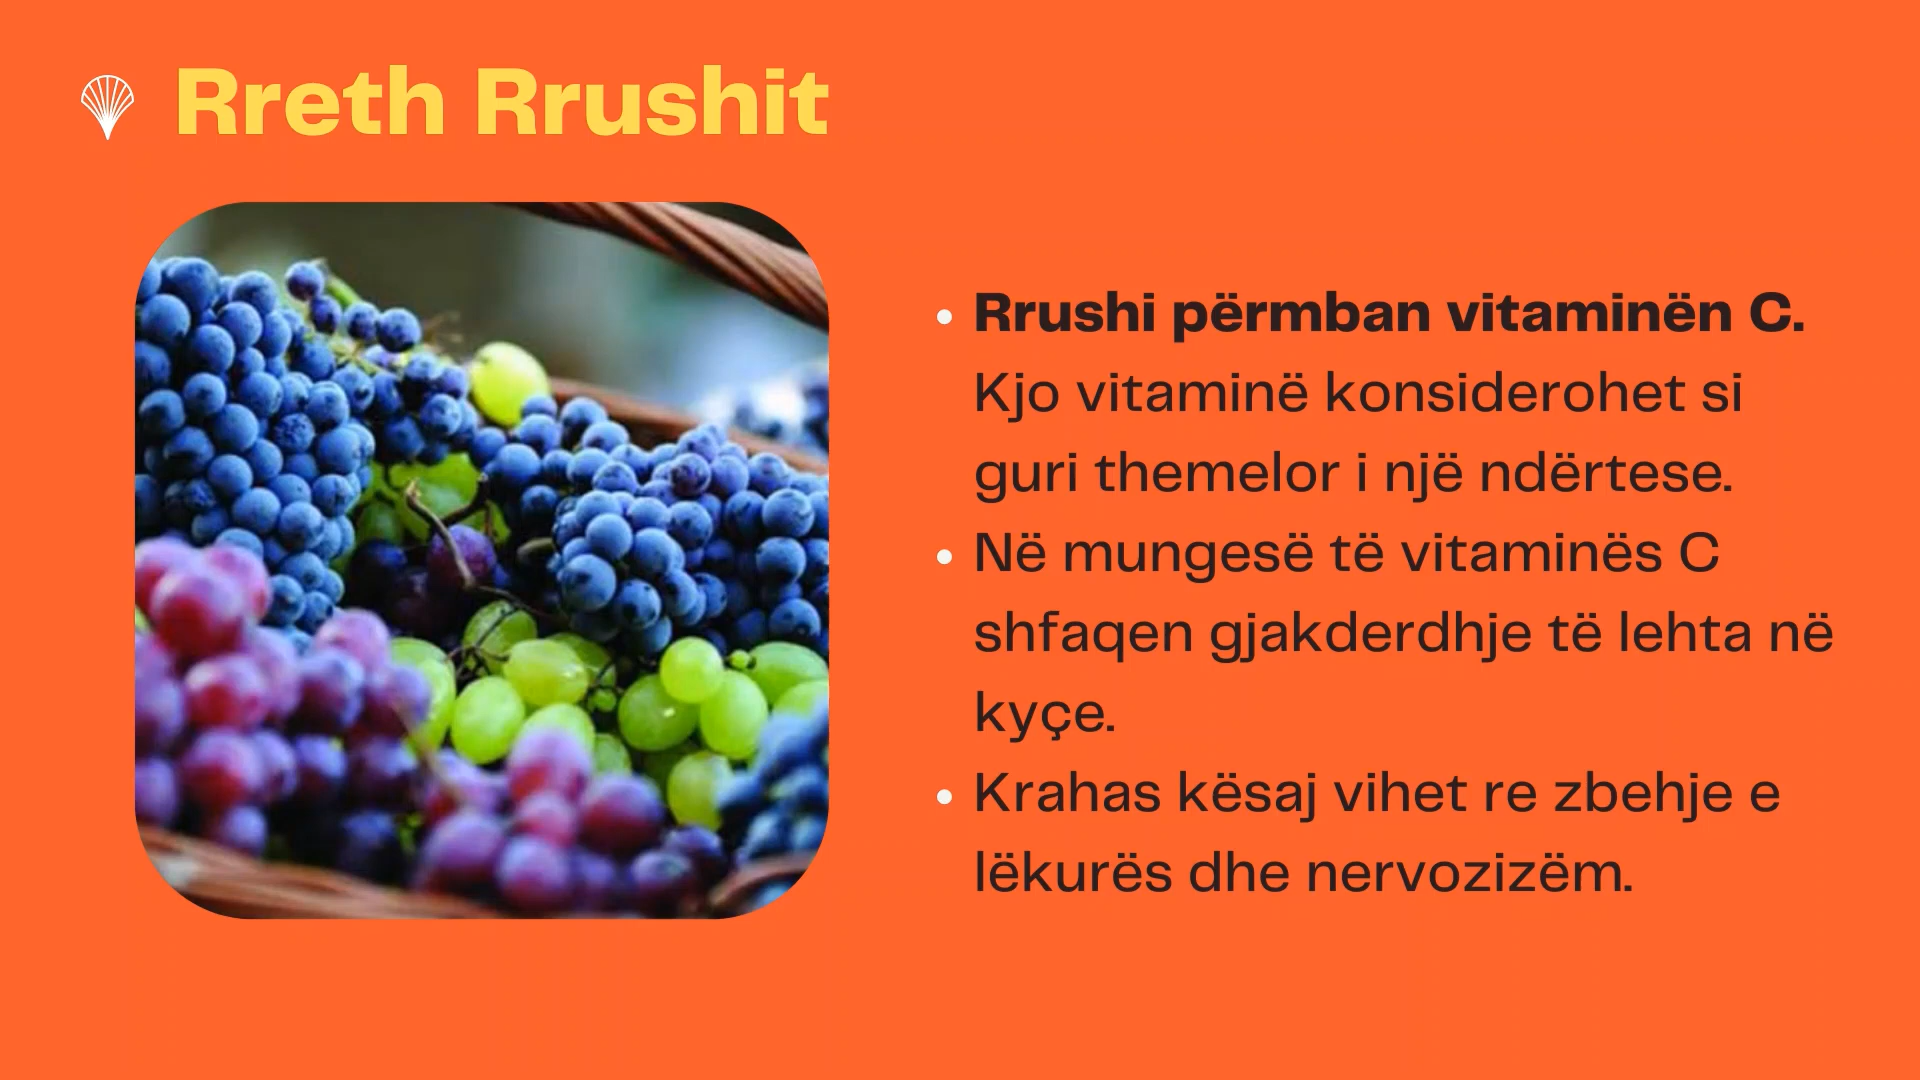 Rreth Rrushit
Rrushi përmban vitaminën C.
Kjo vitaminë konsiderohet si
guri themelor i një ndërtese.
Në mungesë të vitaminës C
shfaqen gjakderdhje të lehta në
kyçe.
Krahas kësaj vihet re zbehje e
lëkurës dhe nervozizëm.